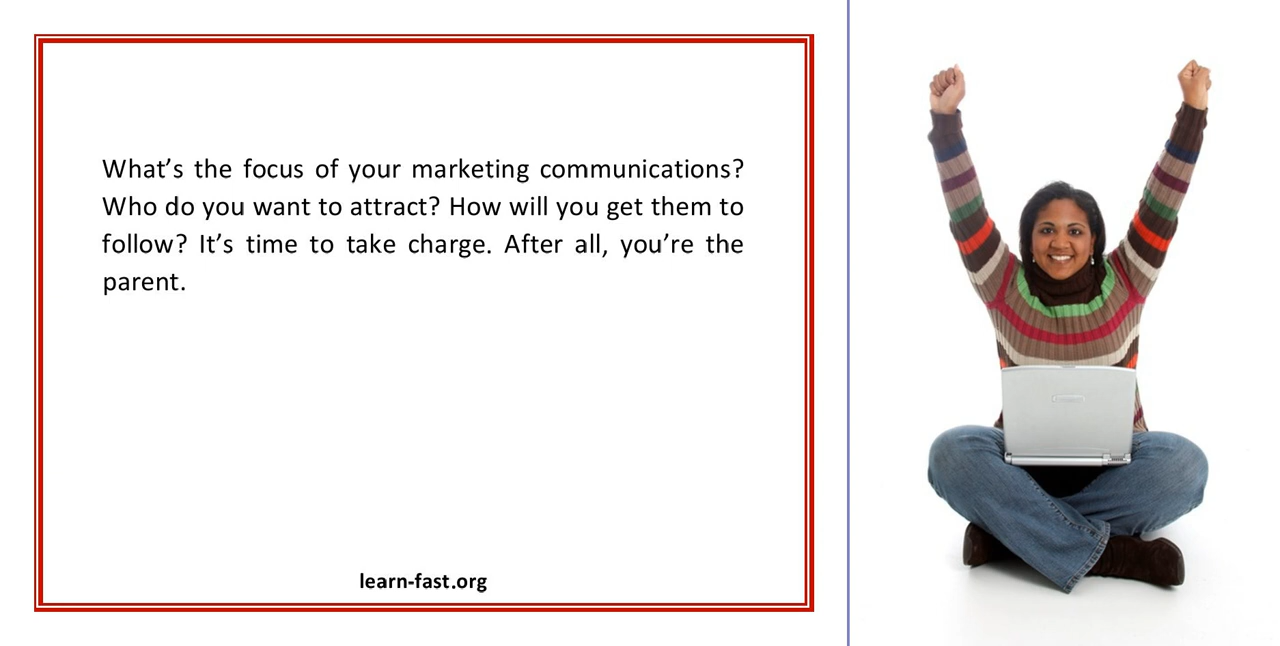 What’s the focus of your marketing communications?
Who do you want to attract? How will you get them to
follow? It’s time to take charge. After all, you’re the
parent.
learn-fast.org